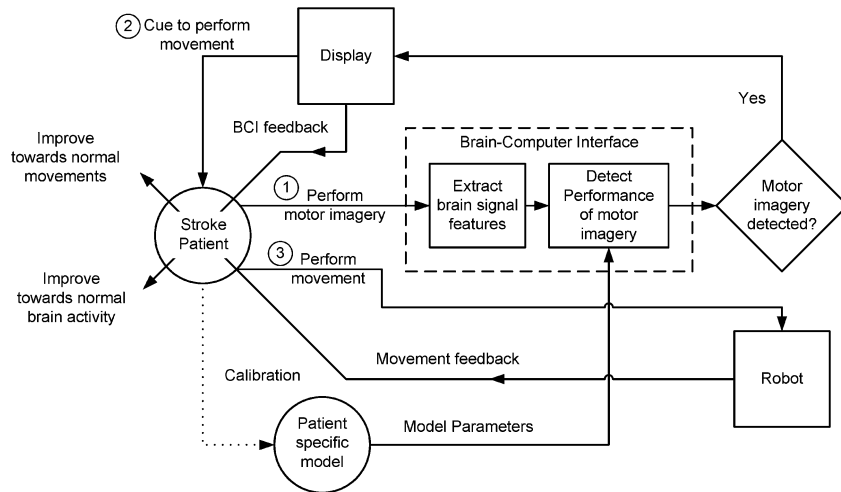 2 Cue to perform
movement
Display
Yes
BCI feedback
Improve
towards normal
movements
Brain-Computer Interface
1 Perform
motor imagery
Extract
brain signal
features
Detect
Performance
of motor
imagery
Motor
imagery
detected?
Stroke
Patient
3 Perform
movement
Improve
towards normal
brain activity
Movement feedback
Robot
Calibration
Patient
specific
model
Model Parameters